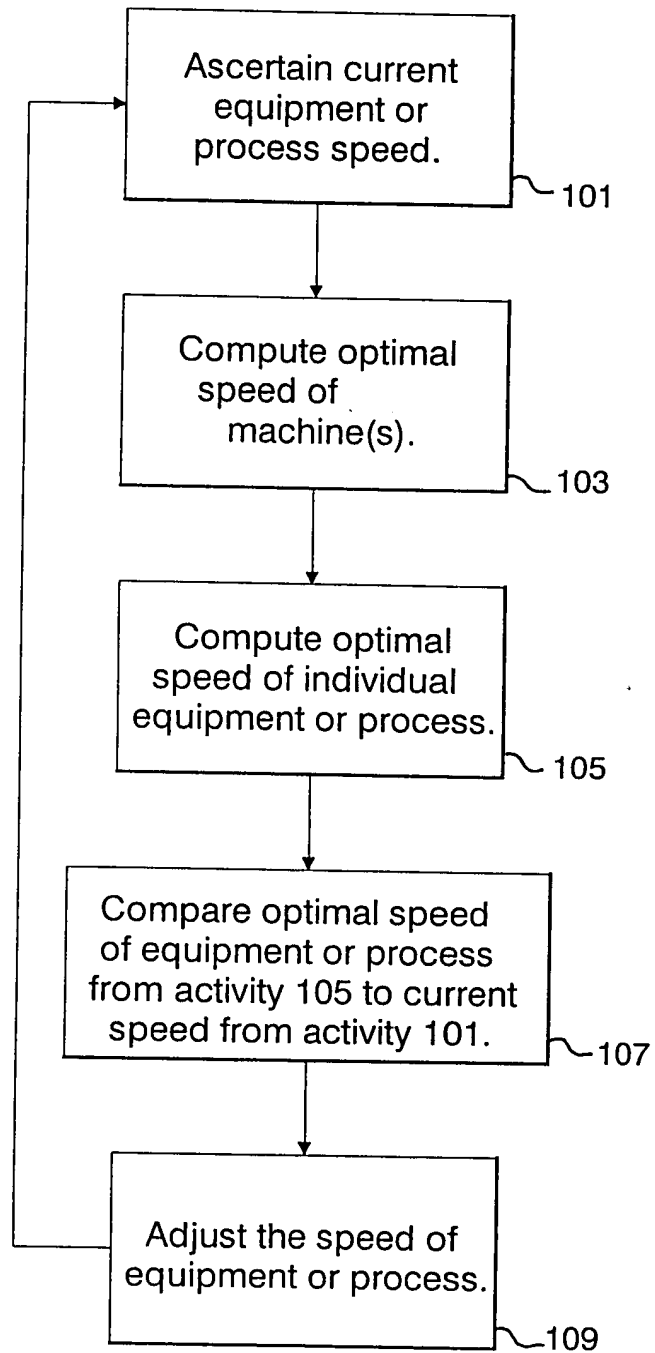 Ascertain current
equipment or
process speed.
101
Compute optimal
speed of
machine(s).
103
Compute optimal
speed of individual
equipment or process.
105
Compare optimal speed
of equipment or process
from activity 105 to current
speed from activity 101.
107
Adjust the speed of
equipment or process.
109